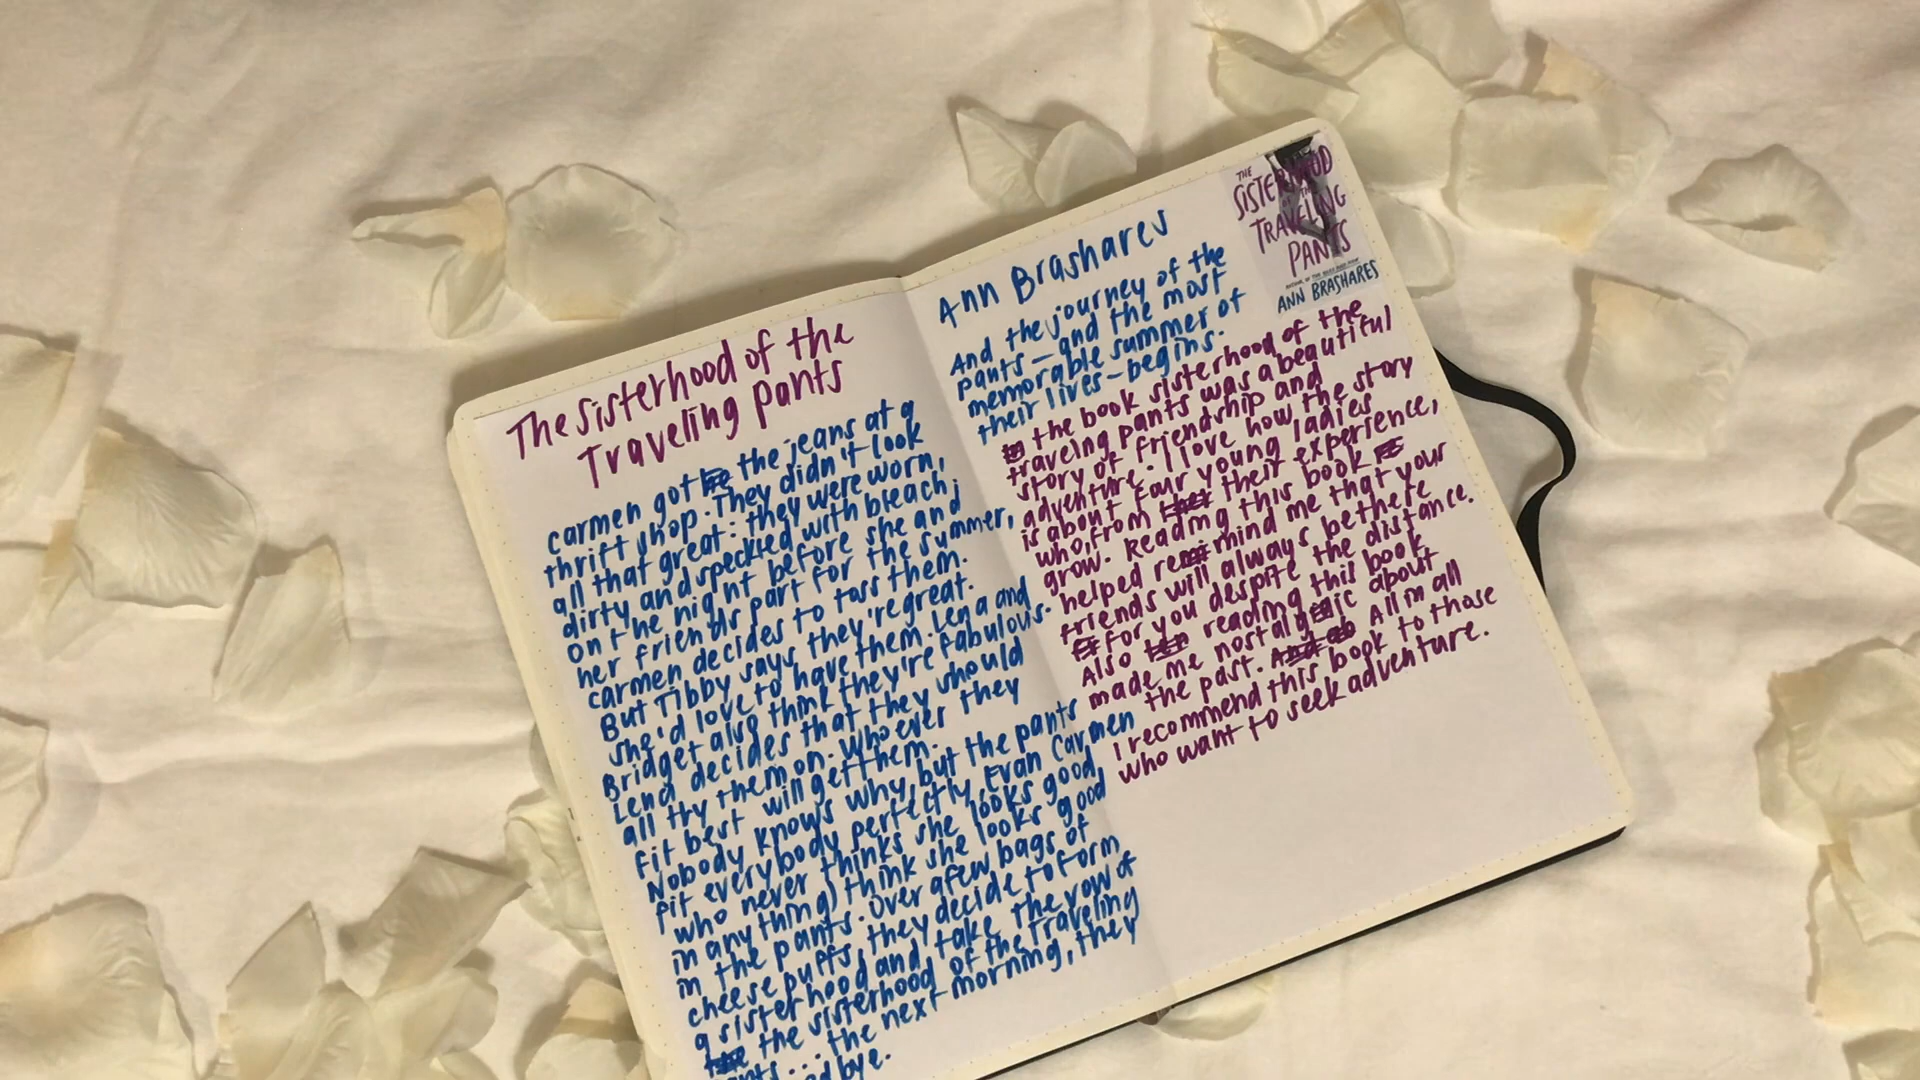 The Sisterhood of the
Traveling Pants
carmen got the jeans at a
thrift shop. They didn't look
all that great: they were worn,
dirty and speckled with bleach.
on the night before she and
her friends part for the summer,
carmen decides to toss them.
But Tibby says they're great.
she'd love to have them. Lena and
Bridget also think they're fabulous.
Lena decides that they should
all try them on. Whoever they
fit best will get them.
Nobody knows why, but the pants
fit everybody perfectly. Evan Carmen
who never thinks she looks good
in any thing) think she looks good
in the pants. Over a few bags of
cheese puffs, they decide to form
a sisterhood and take the vow of
the sisterhood of the Traveling
...the next morning, they
bye.
Ann Brashares
And the journey of the
pants—and the most
memorable summer of
their lives—begins.
the book sisterhood of the
traveling pants was a beautiful
story of friendship and
adventure. I love how the story
is about four young ladies
who, from their experience,
grow. Reading this book
helped remind me that your
friends will always be there
for you despite the distance.
Also reading this book
made me nostalgic about
the past. All in all
I recommend this book to those
who want to seek adventure.
THE
SISTERHOOD
OF THE
TRAVELING
PANTS
ANN BRASHARES